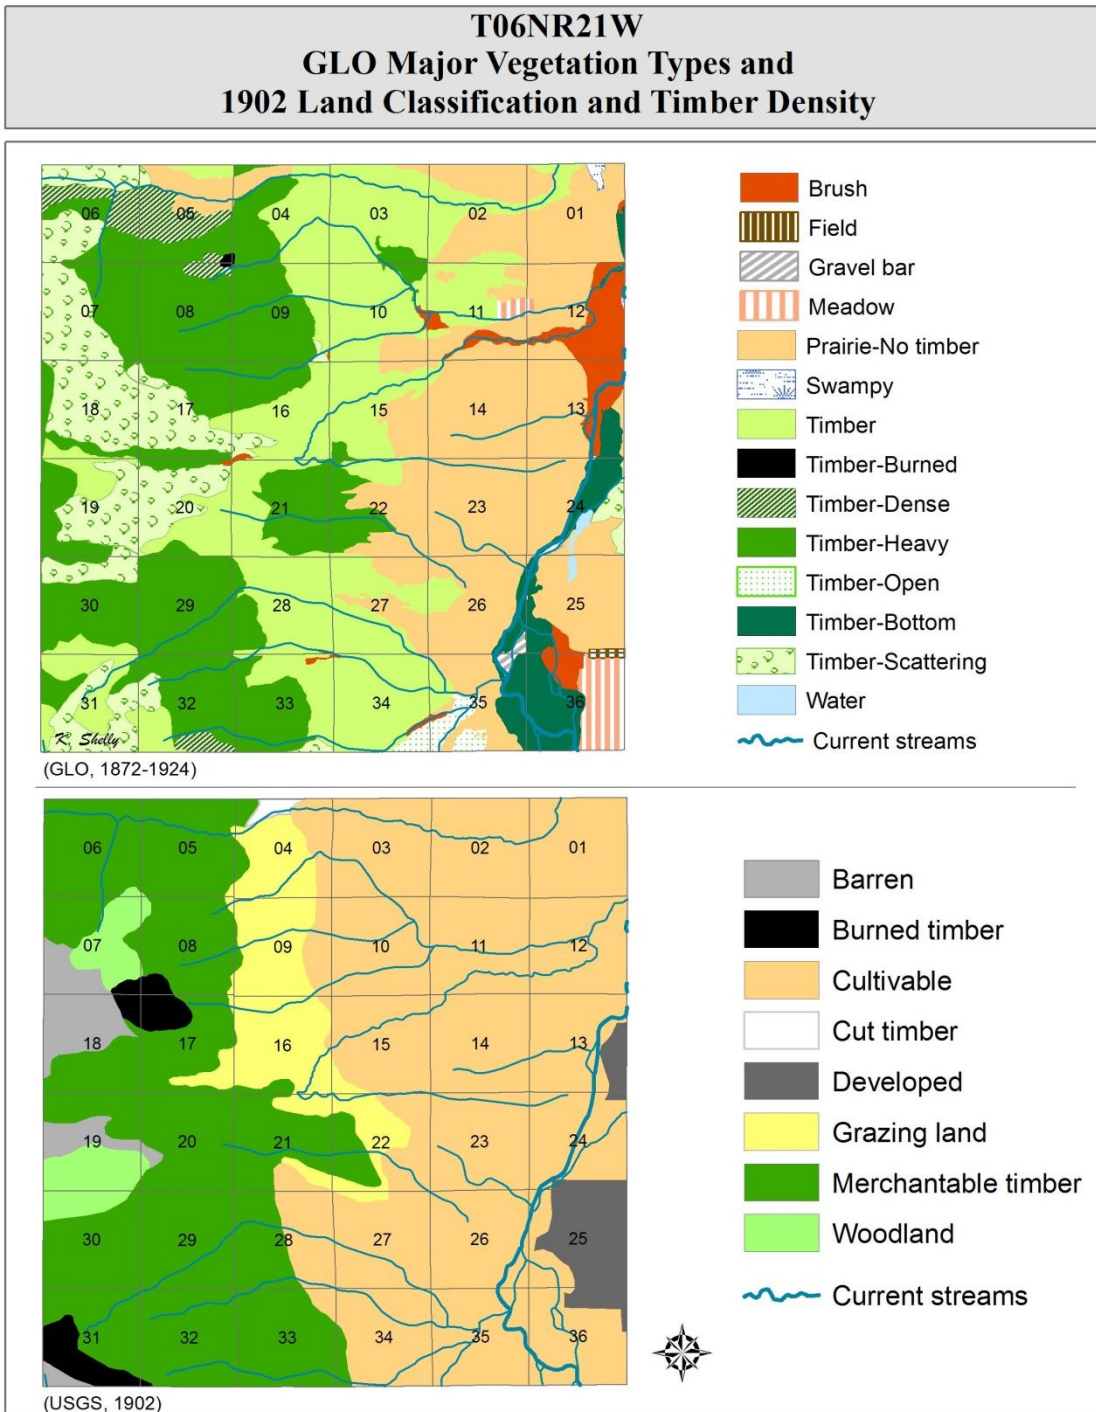 T06NR21W
GLO Major Vegetation Types and
1902 Land Classification and Timber Density
06 05 04 03 02 01
07 08 09 10 11 12
18 17 16 15 14 13
19 20 21 22 23 24
30 29 28 27 26 25
31 32 33 34 35 36
K. Shelly
(GLO, 1872-1924)
Brush
Field
Gravel bar
Meadow
Prairie-No timber
Swampy
Timber
Timber-Burned
Timber-Dense
Timber-Heavy
Timber-Open
Timber-Bottom
Timber-Scattering
Water
Current streams
06 05 04 03 02 01
07 08 09 10 11 12
18 17 16 15 14 13
19 20 21 22 23 24
30 29 28 27 26 25
31 32 33 34 35 36
(USGS, 1902)
Barren
Burned timber
Cultivable
Cut timber
Developed
Grazing land
Merchantable timber
Woodland
Current streams